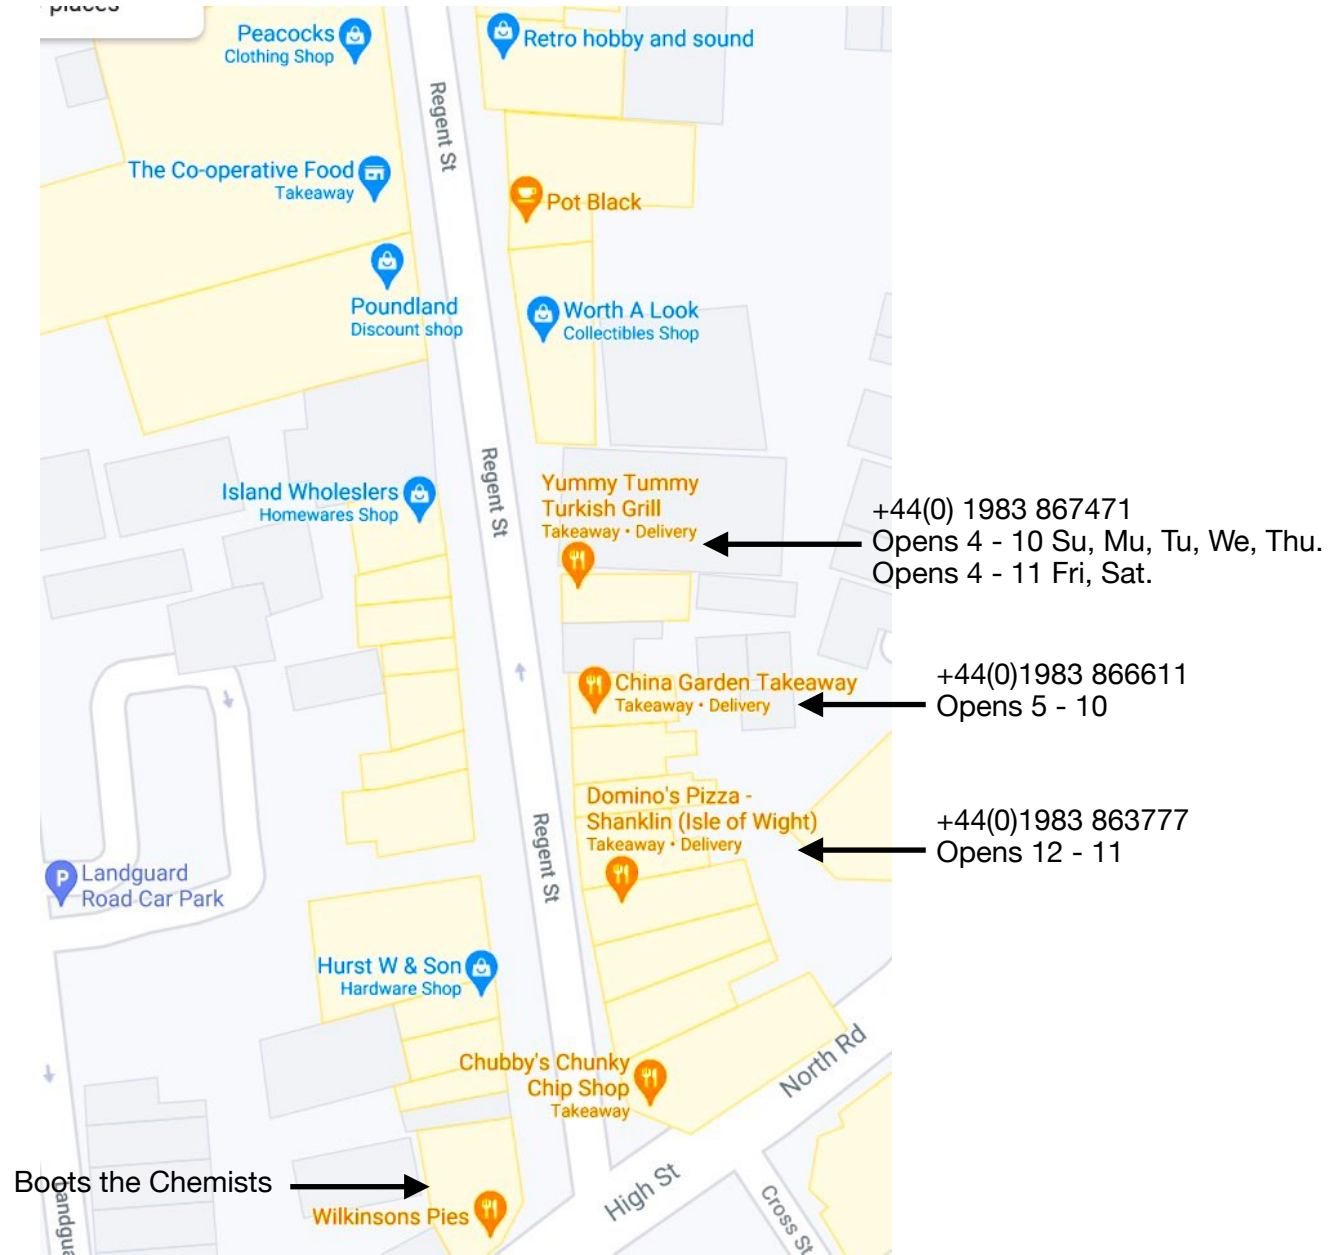 places
Peacocks
Clothing Shop
Retro hobby and sound
Regent St
The Co-operative Food
Takeaway
Pot Black
Poundland
Discount shop
Worth A Look
Collectibles Shop
Regent St
Island Wholeslers
Homewares Shop
Yummy Tummy
Turkish Grill
Takeaway • Delivery
+44(0) 1983 867471
Opens 4 - 10 Su, Mu, Tu, We, Thu.
Opens 4 - 11 Fri, Sat.
China Garden Takeaway
Takeaway • Delivery
+44(0)1983 866611
Opens 5 - 10
Domino's Pizza -
Shanklin (Isle of Wight)
Takeaway • Delivery
+44(0)1983 863777
Opens 12 - 11
Regent St
P
Landguard
Road Car Park
Hurst W & Son
Hardware Shop
Chubby's Chunky
Chip Shop
Takeaway
North Rd
Boots the Chemists
Wilkinsons Pies
High St
Cross St